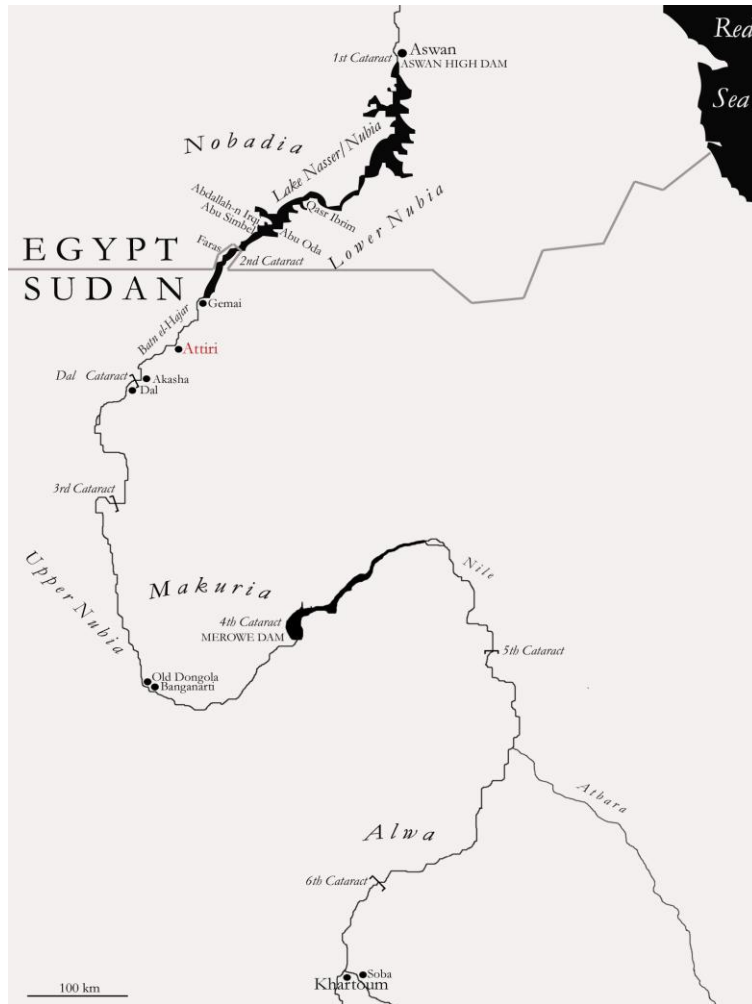 Red
Sea
Aswan
1st Cataract
ASWAN HIGH DAM
Nobadia
Lake Nasser/Nubia
Abdallah-n Irqi
Abu Simbel
Qasr Ibrim
Abu Oda
Lower Nubia
Faras
EGYPT
2nd Cataract
SUDAN
Gemai
Batn el-Hajar
Attiri
Dal Cataract
Akasha
Dal
3rd Cataract
Upper Nubia
Makuria
Nile
4th Cataract
MEROWE DAM
5th Cataract
Old Dongola
Banganarti
Atbara
Alwa
6th Cataract
Soba
Khartoum
100 km